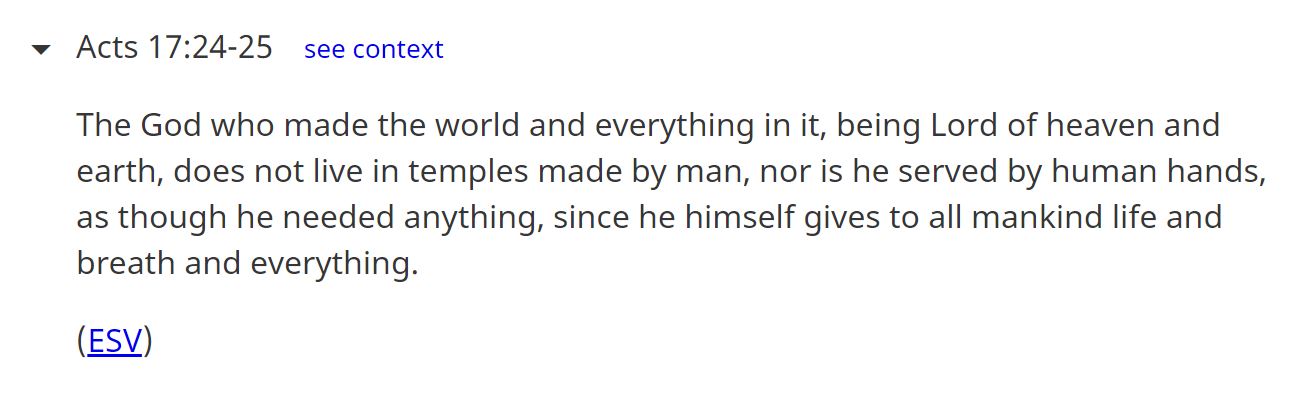 Acts 17:24-25 see context
The God who made the world and everything in it, being Lord of heaven and
earth, does not live in temples made by man, nor is he served by human hands,
as though he needed anything, since he himself gives to all mankind life and
breath and everything.
(ESV)